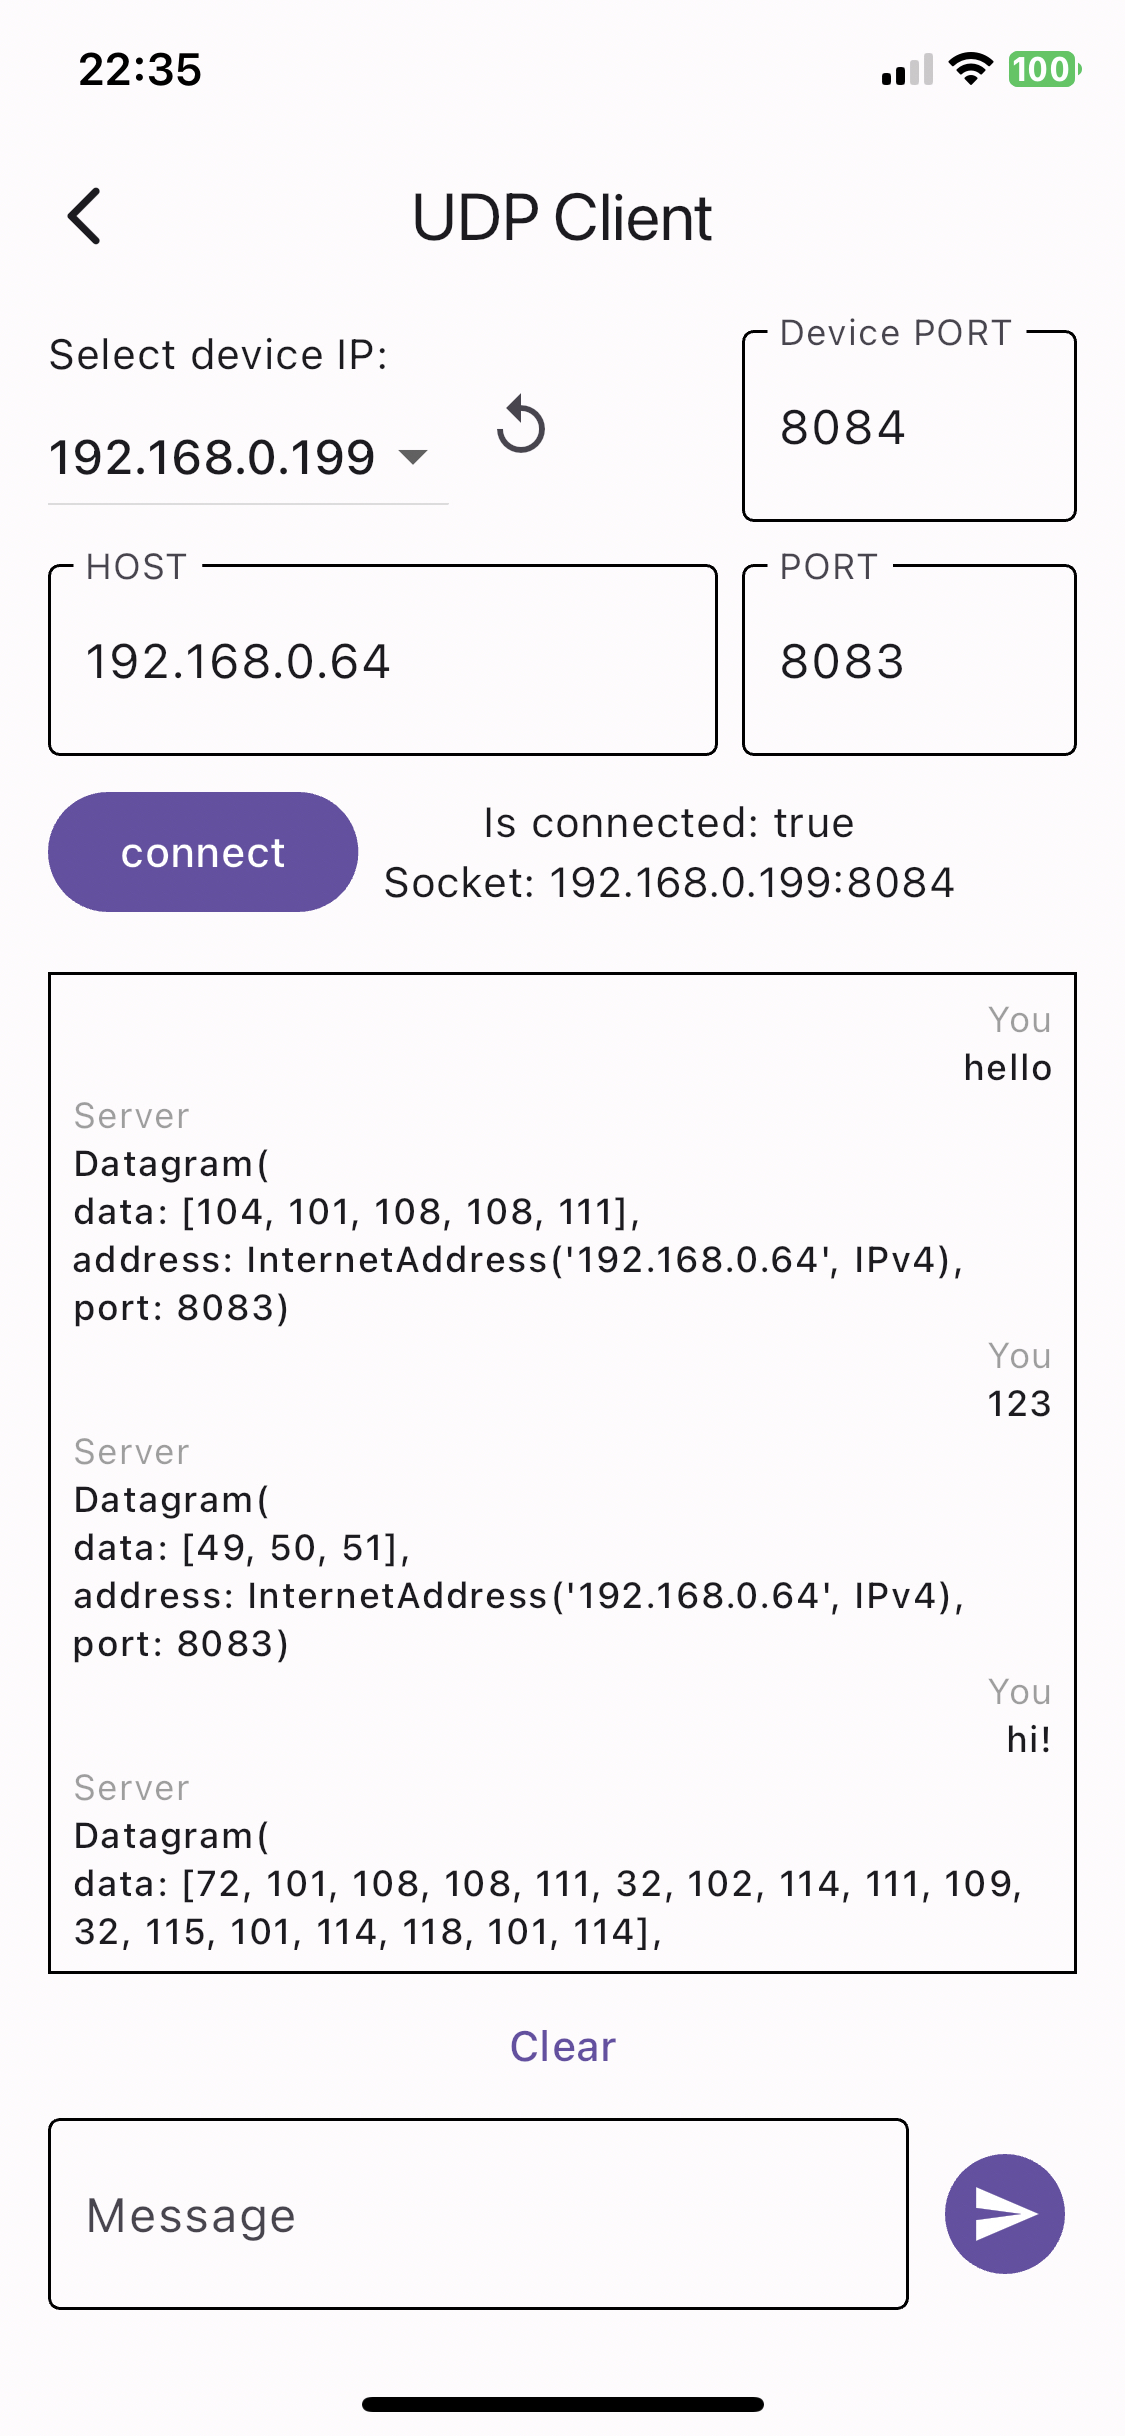 22:35
100
UDP Client
Select device IP:
Device PORT
192.168.0.199
8084
HOST
PORT
192.168.0.64
8083
connect
Is connected: true
Socket: 192.168.0.199:8084
You
hello
Server
Datagram(
data: [104, 101, 108, 108, 111],
address: InternetAddress('192.168.0.64', IPv4),
port: 8083)
You
123
Server
Datagram(
data: [49, 50, 51],
address: InternetAddress('192.168.0.64', IPv4),
port: 8083)
You
hi!
Server
Datagram(
data: [72, 101, 108, 108, 111, 32, 102, 114, 111, 109,
32, 115, 101, 114, 118, 101, 114],
Clear
Message